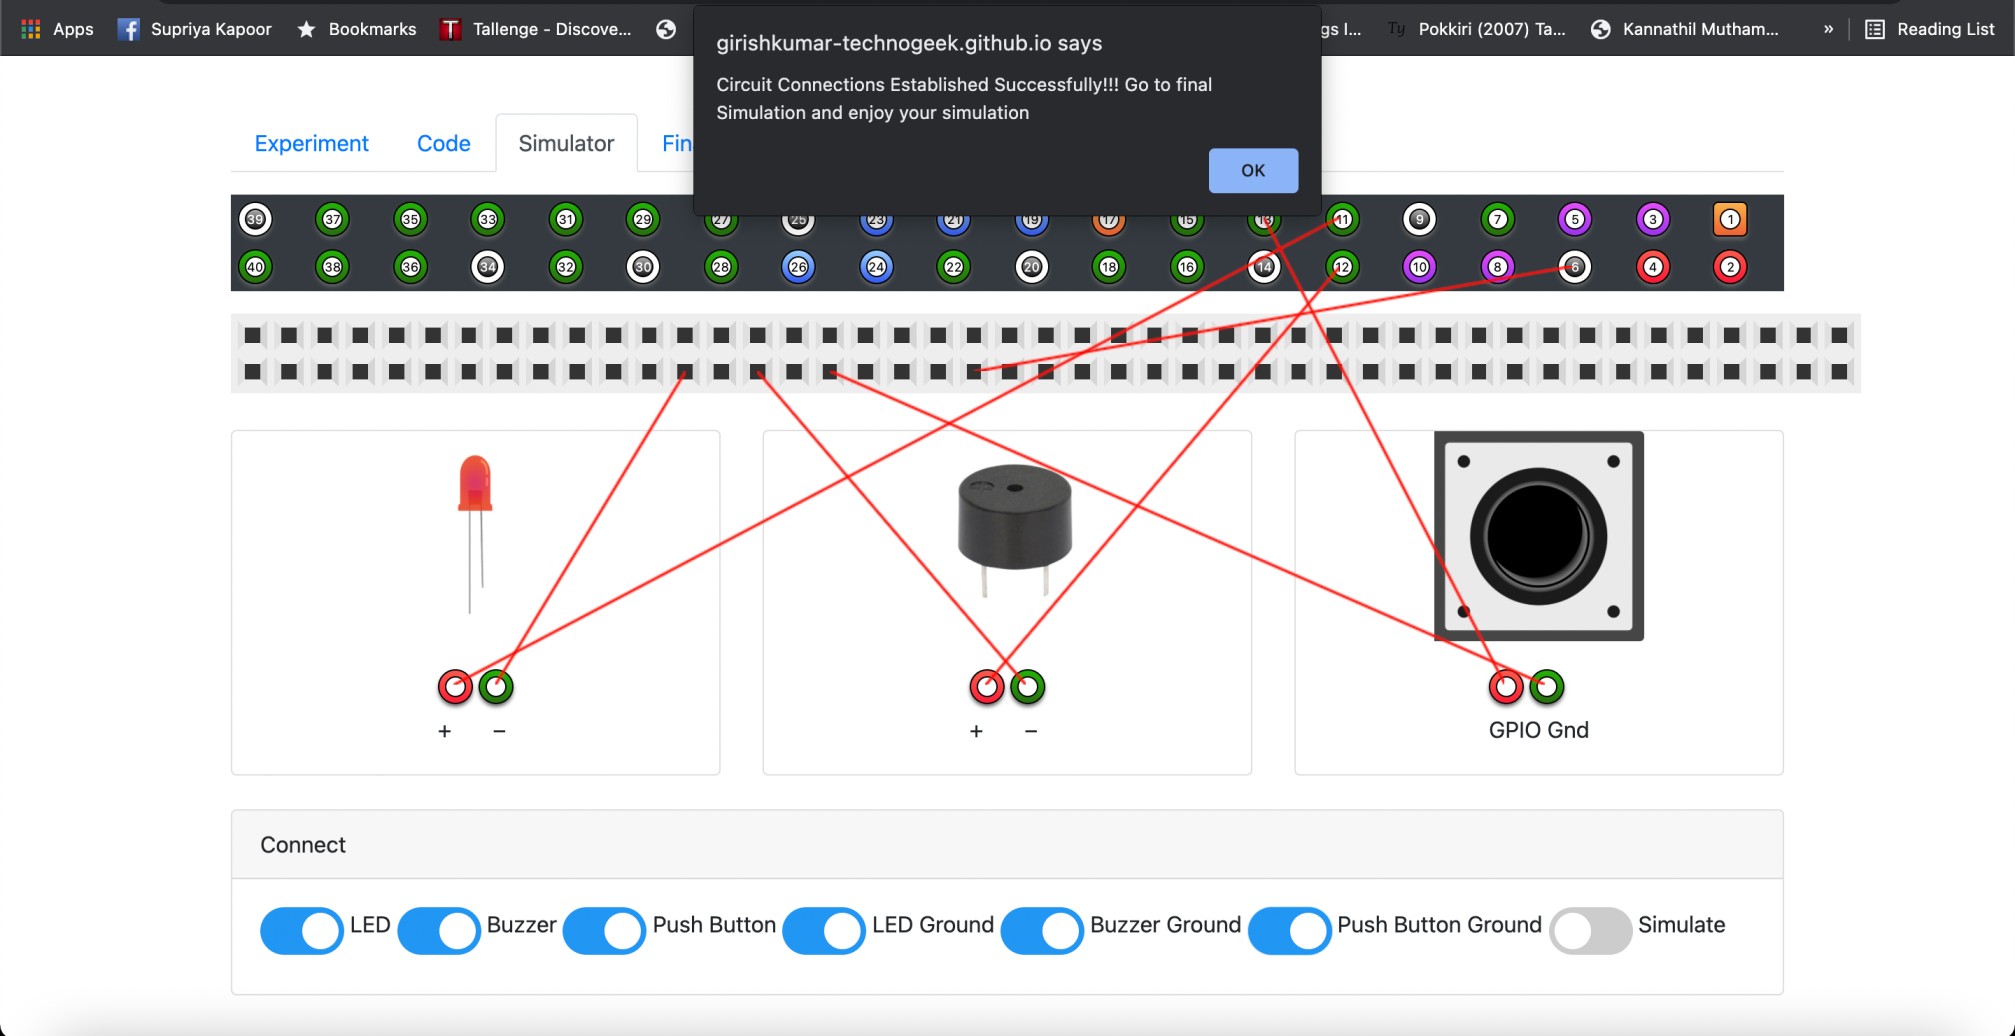 Apps Supriya Kapoor Bookmarks Tallenge - Discove... gs I... Ty Pokkiri (2007) Ta... Kannathil Mutham... » Reading List
girishkumar-technogeek.github.io says
Circuit Connections Established Successfully!!! Go to final
Simulation and enjoy your simulation
OK
Experiment Code Simulator Fin
39 37 35 33 31 29 27 25 23 21 19 17 15 13 11 9 7 5 3 1
40 38 36 34 32 30 28 26 24 22 20 18 16 14 12 10 8 6 4 2
+ − + − GPIO Gnd
Connect
LED Buzzer Push Button LED Ground Buzzer Ground Push Button Ground Simulate